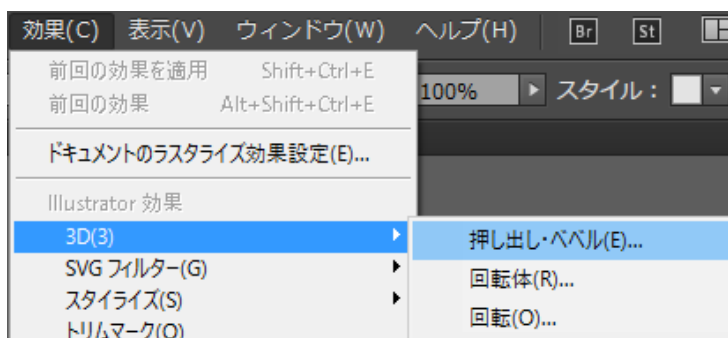 効果(C) 表示(V) ウィンドウ(W) ヘルプ(H) Br St
前回の効果を適用 Shift+Ctrl+E
前回の効果 Alt+Shift+Ctrl+E
100% スタイル：
ドキュメントのラスタライズ効果設定(E)...
Illustrator 効果
3D(3)
押し出し・ベベル(E)...
SVG フィルター(G)
回転体(R)...
スタイライズ(S)
回転(O)...
トリムマーク(O)